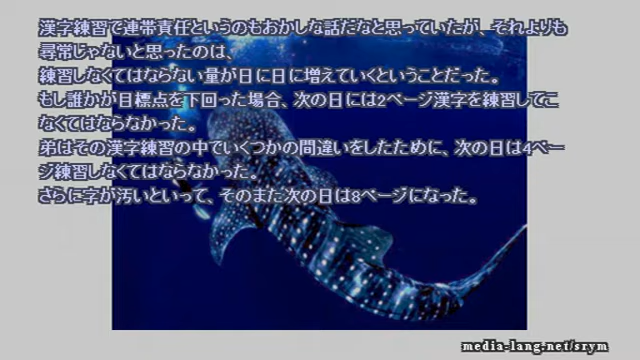 漢字練習で連帯責任というのもおかしな話だなと思っていたが、それよりも
尋常じゃないと思ったのは、
練習しなくてはならない量が日に日に増えていくということだった。
もし誰かが目標点を下回った場合、次の日には2ページ漢字を練習してこ
なくてはならなかった。
弟はその漢字練習の中でいくつかの間違いをしたために、次の日は4ペー
ジ練習しなくてはならなかった。
さらに字が汚いといって、そのまた次の日は8ページになった。
media-lang-net/srym